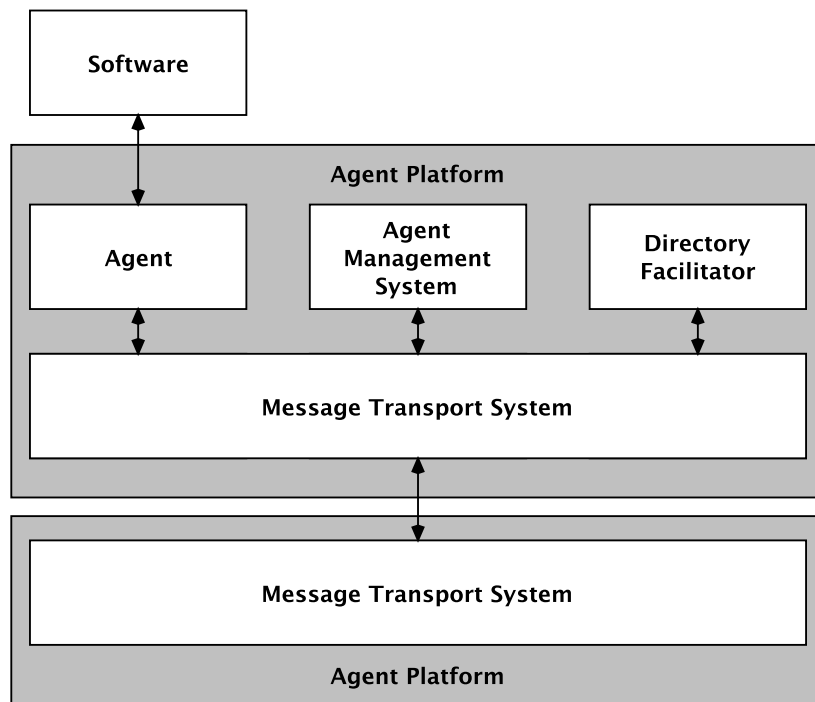 Software
Agent Platform
Agent
Agent
Management
System
Directory
Facilitator
Message Transport System
Message Transport System
Agent Platform